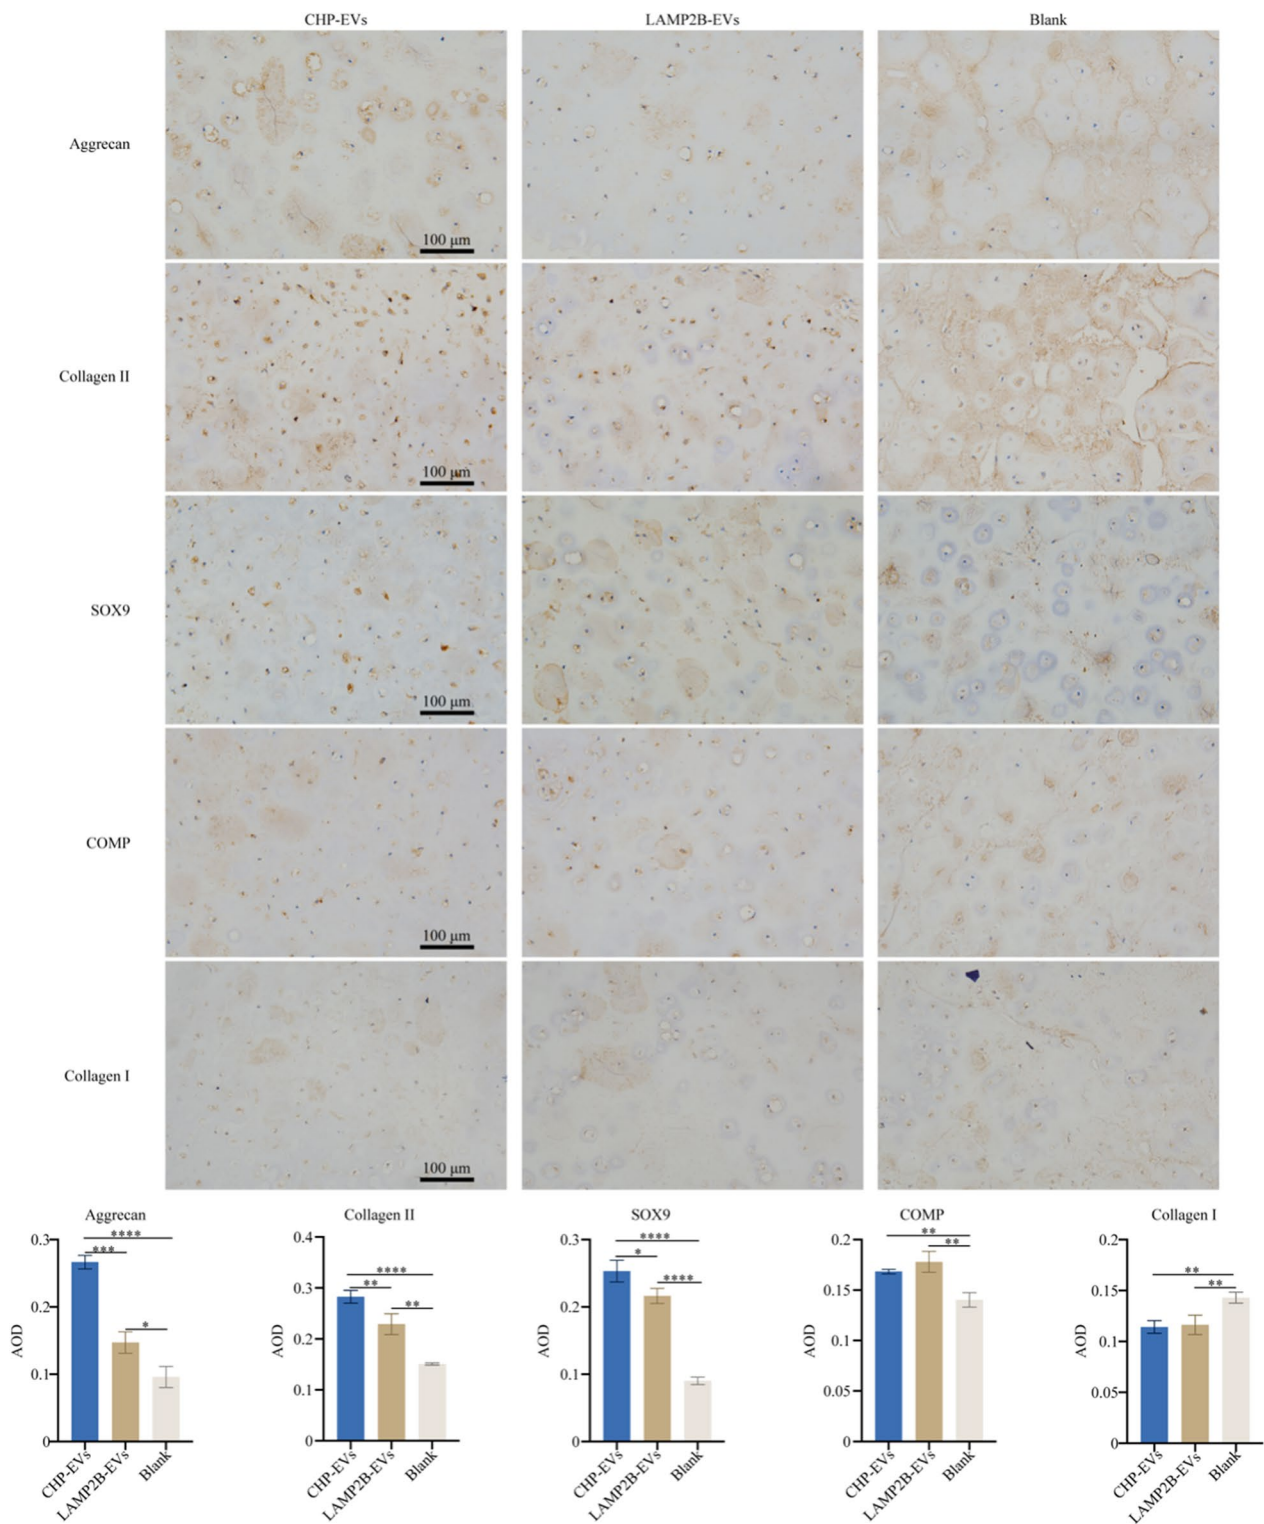 CHP-EVs LAMP2B-EVs Blank
Aggrecan
100 μm
Collagen II
100 μm
SOX9
100 μm
COMP
100 μm
Collagen I
100 μm
Aggrecan
0.3
0.2
0.1
0
AOD
****
***
*
CHP-EVs
LAMP2B-EVs
Blank
Collagen II
0.4
0.3
0.2
0.1
0
AOD
****
**
**
CHP-EVs
LAMP2B-EVs
Blank
SOX9
0.3
0.2
0.1
0
AOD
****
*
****
CHP-EVs
LAMP2B-EVs
Blank
COMP
0.2
0.15
0.1
0.05
0
AOD
**
**
CHP-EVs
LAMP2B-EVs
Blank
Collagen I
0.2
0.15
0.1
0.05
0
AOD
**
**
CHP-EVs
LAMP2B-EVs
Blank